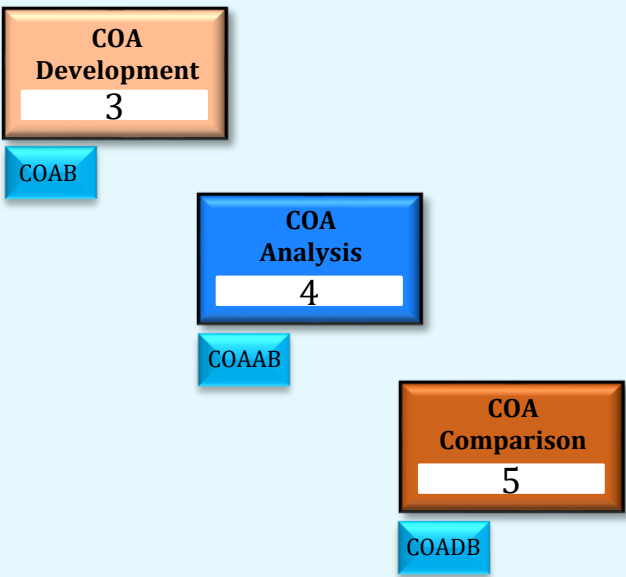 COA
Development
3
COAB
COA
Analysis
4
COAAB
COA
Comparison
5
COADB